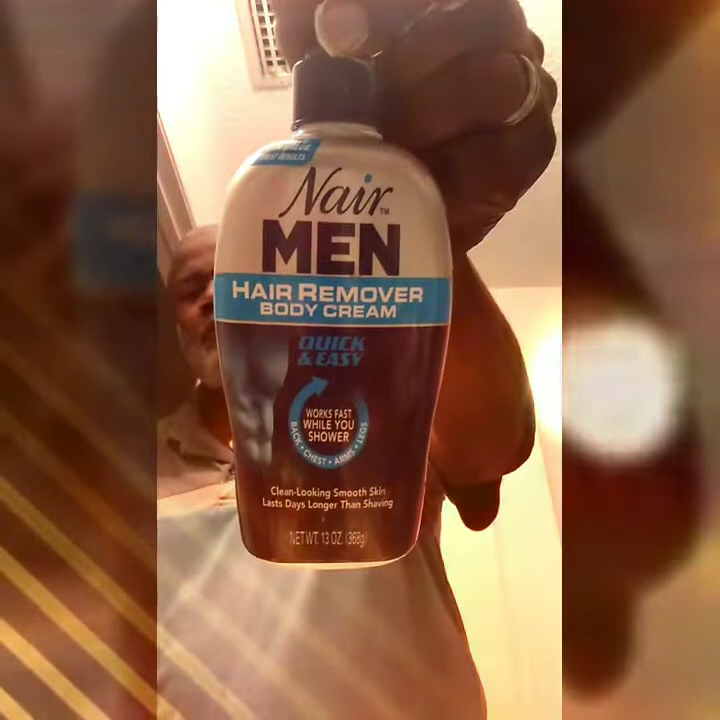 Nair™
MEN
HAIR REMOVER
BODY CREAM
QUICK
& EASY
WORKS FAST
WHILE YOU
SHOWER
BACK • CHEST • ARMS • LEGS
Clean-Looking Smooth Skin
Lasts Days Longer Than Shaving
NET WT. 13 OZ. (368g)